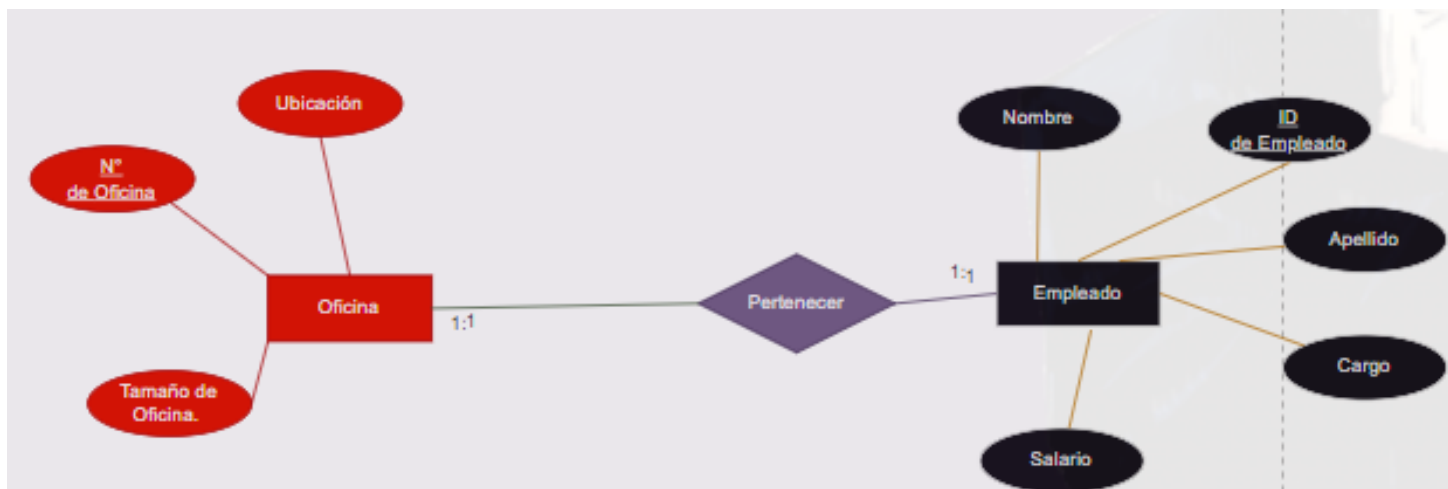 Ubicación
N°
de Oficina
Oficina
Tamaño de
Oficina.
1:1
Pertenecer
1:1
Nombre
ID
de Empleado
Apellido
Empleado
Cargo
Salario